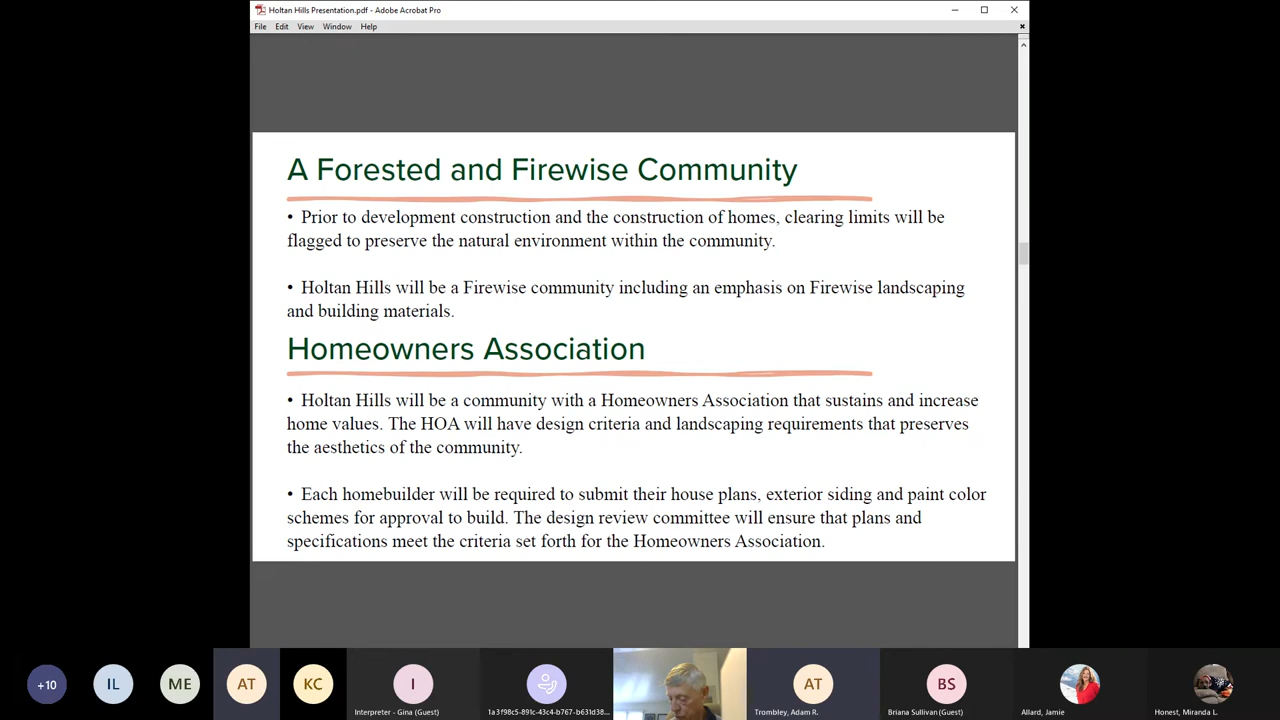 Holtan Hills Presentation.pdf - Adobe Acrobat Pro
File Edit View Window Help
A Forested and Firewise Community
• Prior to development construction and the construction of homes, clearing limits will be
flagged to preserve the natural environment within the community.
• Holtan Hills will be a Firewise community including an emphasis on Firewise landscaping
and building materials.
Homeowners Association
• Holtan Hills will be a community with a Homeowners Association that sustains and increase
home values. The HOA will have design criteria and landscaping requirements that preserves
the aesthetics of the community.
• Each homebuilder will be required to submit their house plans, exterior siding and paint color
schemes for approval to build. The design review committee will ensure that plans and
specifications meet the criteria set forth for the Homeowners Association.
+10 IL ME AT KC I AT BS
Interpreter - Gina (Guest) 1a3f98c5-891c-43c4-b767-b631d38... Trombley, Adam R. Briana Sullivan (Guest) Allard, Jamie Honest, Miranda L.